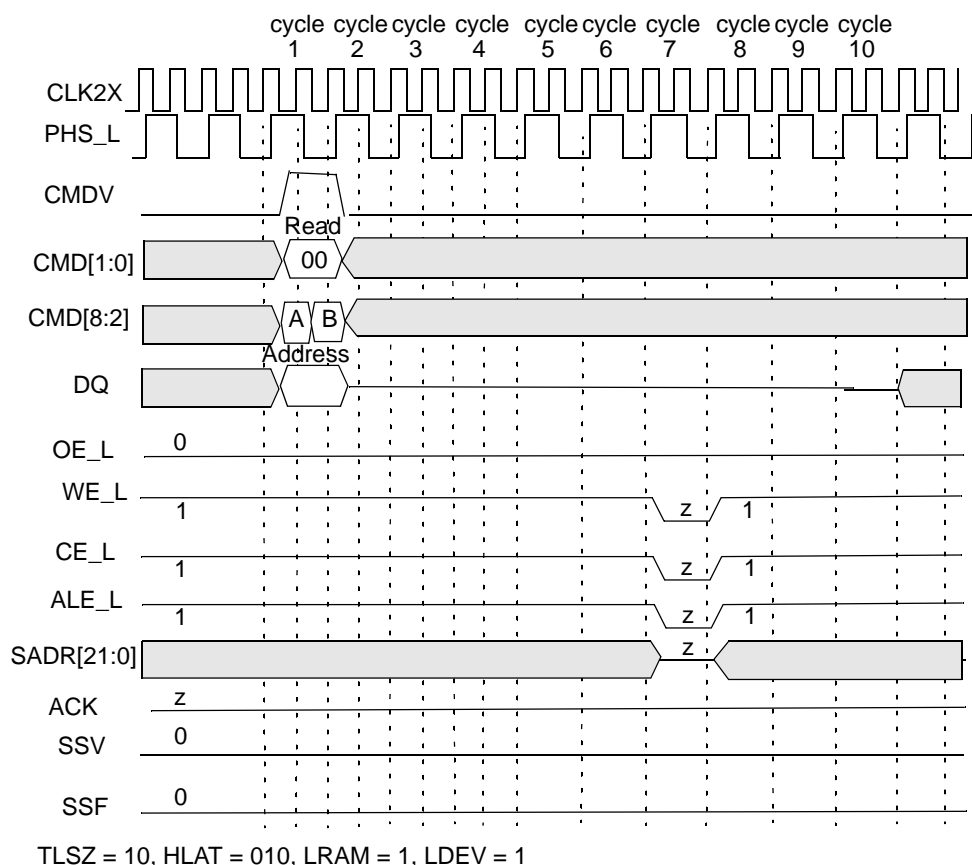 cycle cycle cycle cycle cycle cycle cycle cycle cycle cycle
1 2 3 4 5 6 7 8 9 10
CLK2X
PHS_L
CMDV
Read
CMD[1:0] 00
CMD[8:2] A B
Address
DQ
0
OE_L
WE_L
1 z 1
CE_L
1 z 1
ALE_L
1 z 1
SADR[21:0] z
z
ACK
0
SSV
0
SSF
TLSZ = 10, HLAT = 010, LRAM = 1, LDEV = 1